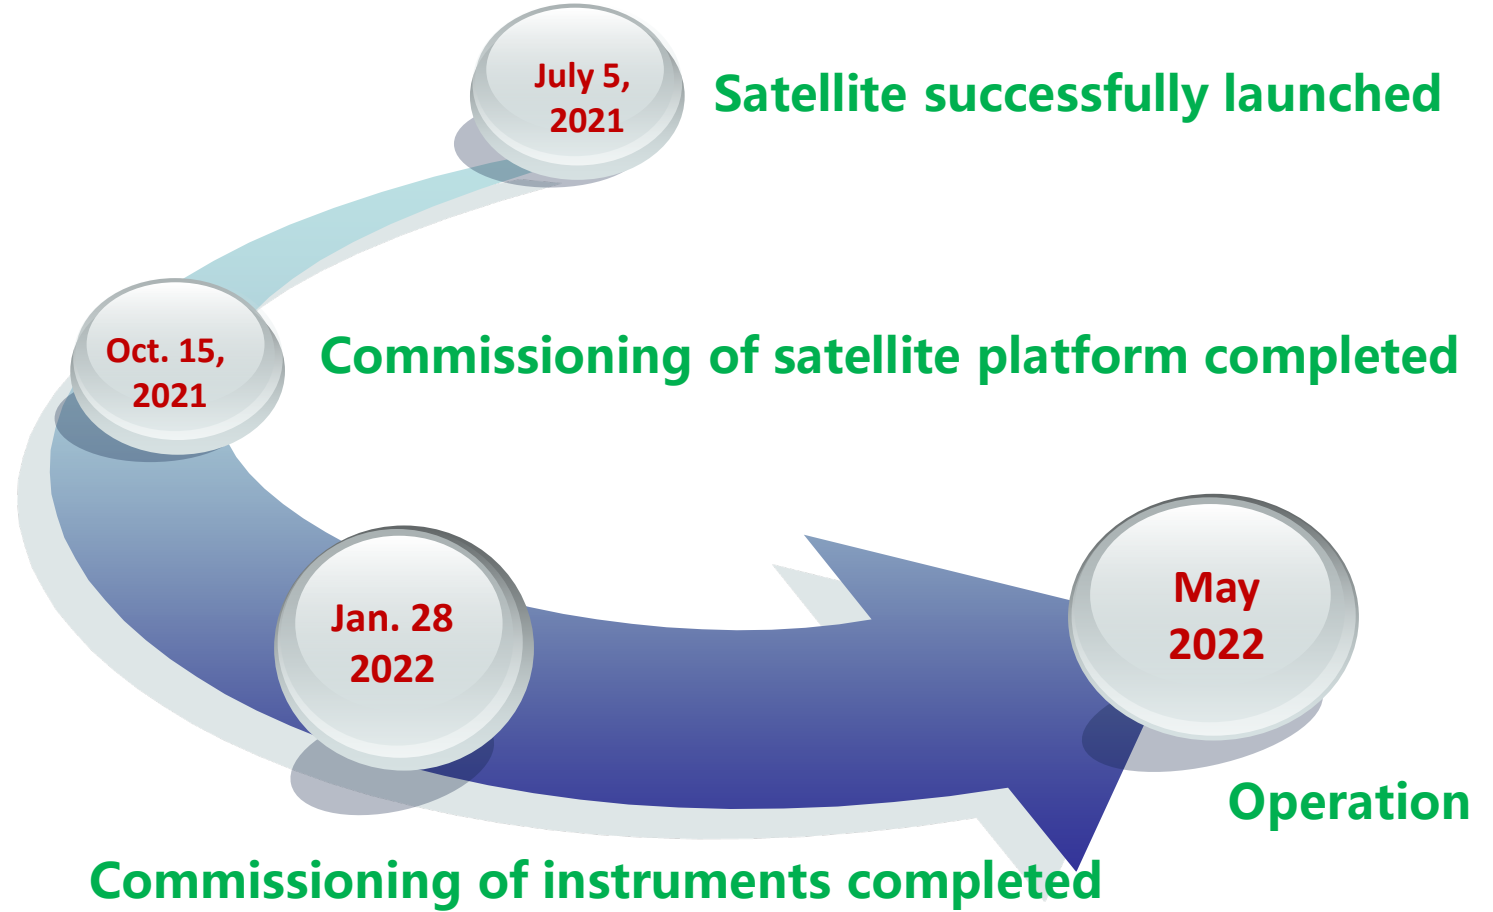 July 5,
2021
Satellite successfully launched
Oct. 15,
2021
Commissioning of satellite platform completed
Jan. 28
2022
Commissioning of instruments completed
May
2022
Operation